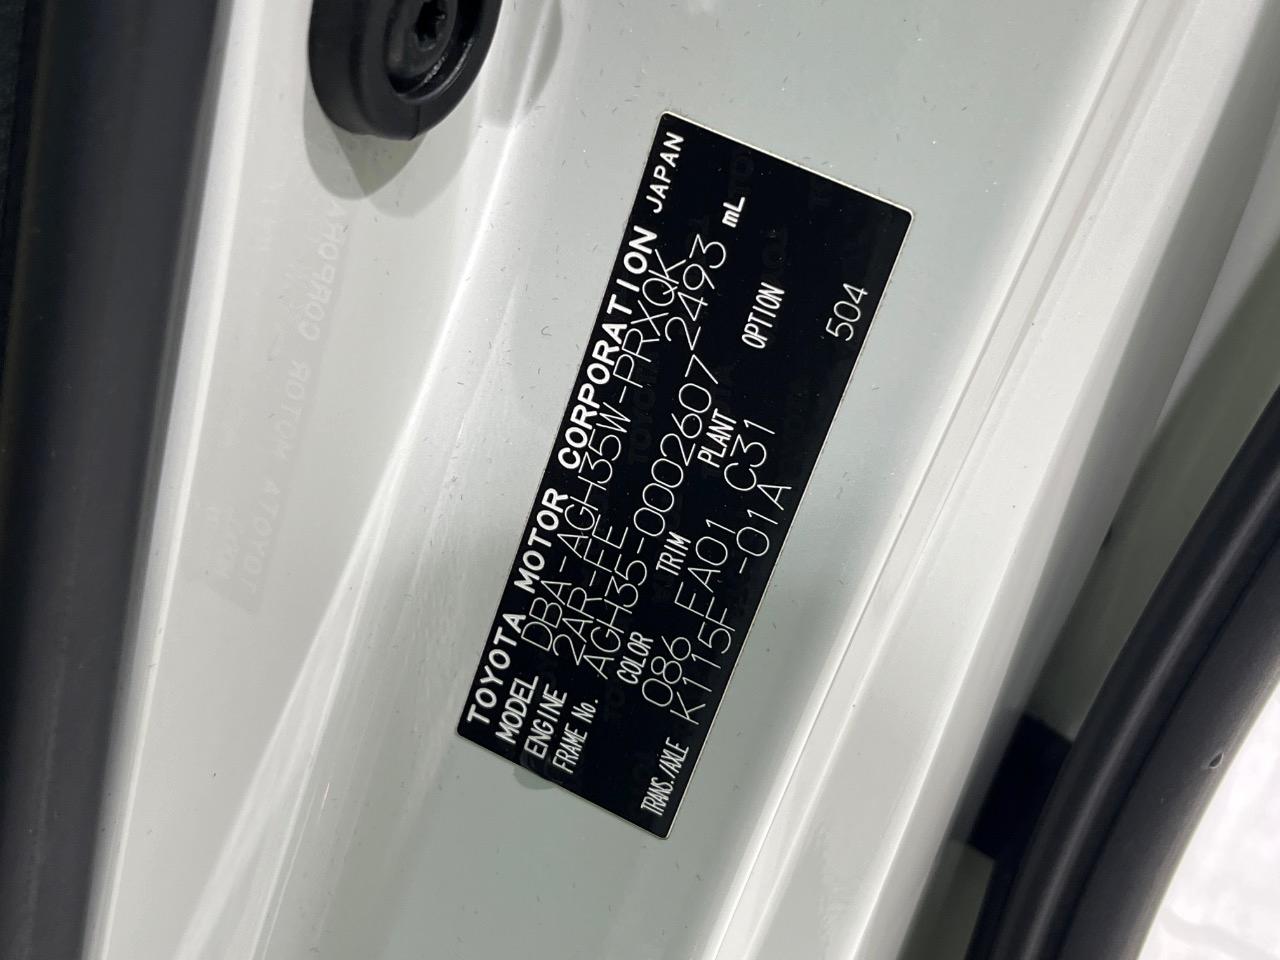 TOYOTA MOTOR CORPORATION JAPAN
MODEL DBA-AGH35W-PRXQK
ENGINE 2AR-FE 2493 mL
FRAME No. AGH35-0002607
COLOR TRIM PLANT OPTION
086 EA01 C31
TRANS./AXLE K115F -01A 504